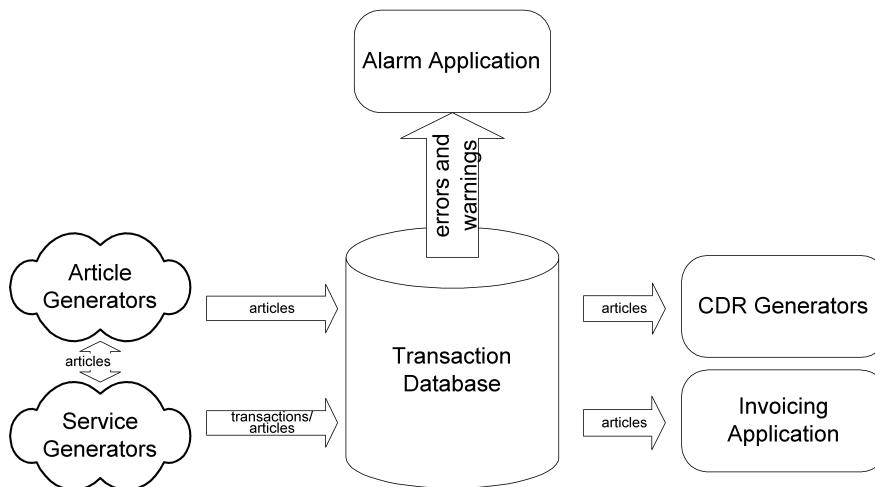 Alarm Application
errors and
warnings
Article
Generators
articles
articles
CDR Generators
articles
Transaction
Database
Service
Generators
transactions/
articles
articles
Invoicing
Application